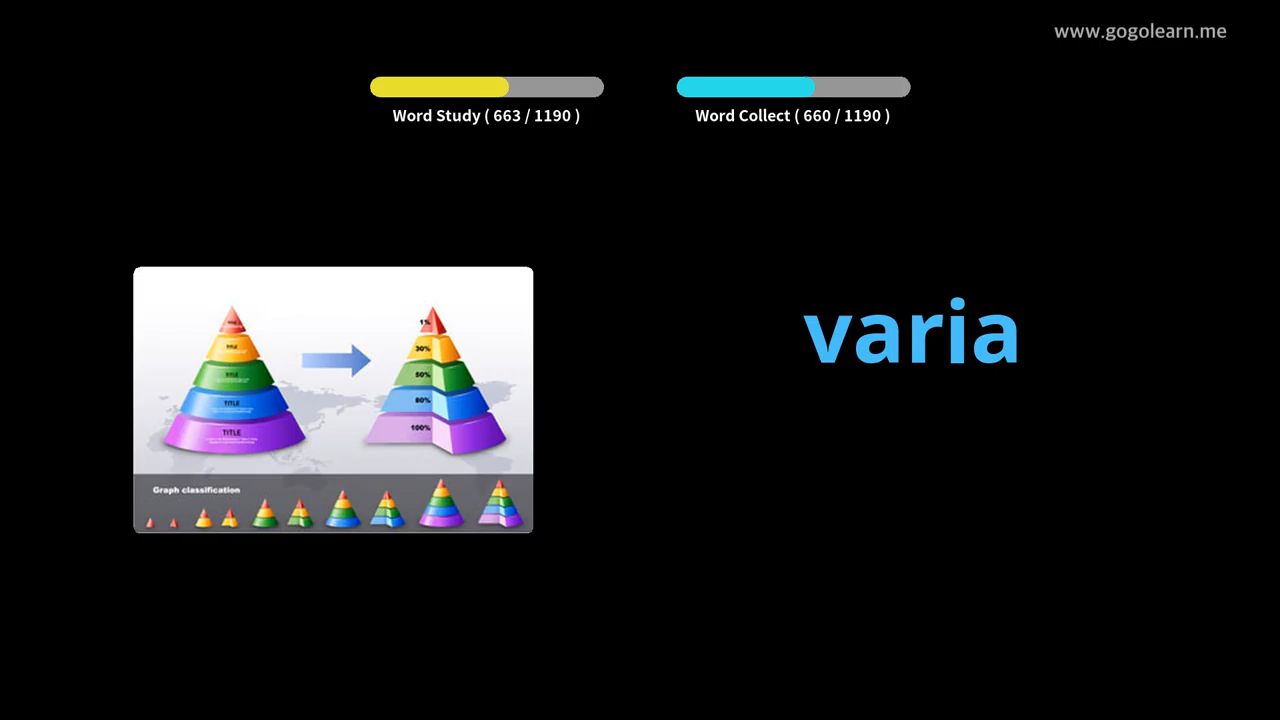 www.gogolearn.me
Word Study ( 663 / 1190 )
Word Collect ( 660 / 1190 )
varia
TITLE
TITLE
TITLE
TITLE
1%
30%
50%
80%
100%
Graph classification